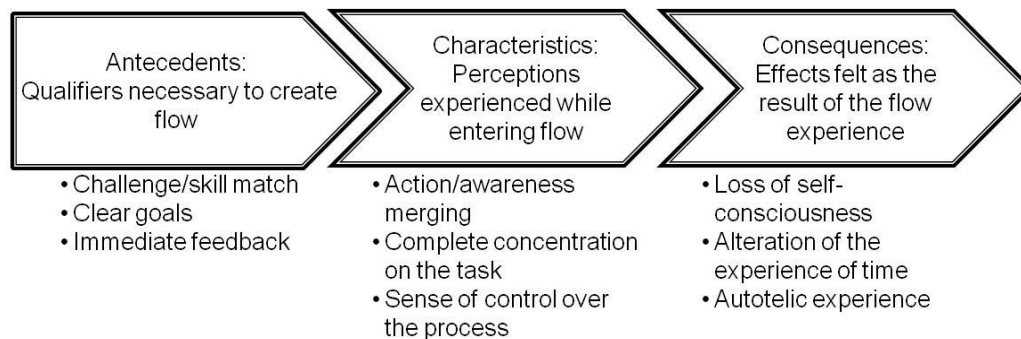 Antecedents:
Qualifiers necessary to create
flow
• Challenge/skill match
• Clear goals
• Immediate feedback
Characteristics:
Perceptions
experienced while
entering flow
• Action/awareness
merging
• Complete concentration
on the task
• Sense of control over
the process
Consequences:
Effects felt as the
result of the flow
experience
• Loss of self-
consciousness
• Alteration of the
experience of time
• Autotelic experience